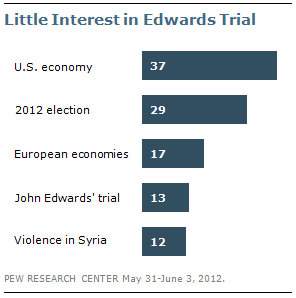 Little Interest in Edwards Trial
U.S. economy 37
2012 election 29
European economies 17
John Edwards' trial 13
Violence in Syria 12
PEW RESEARCH CENTER May 31-June 3, 2012.